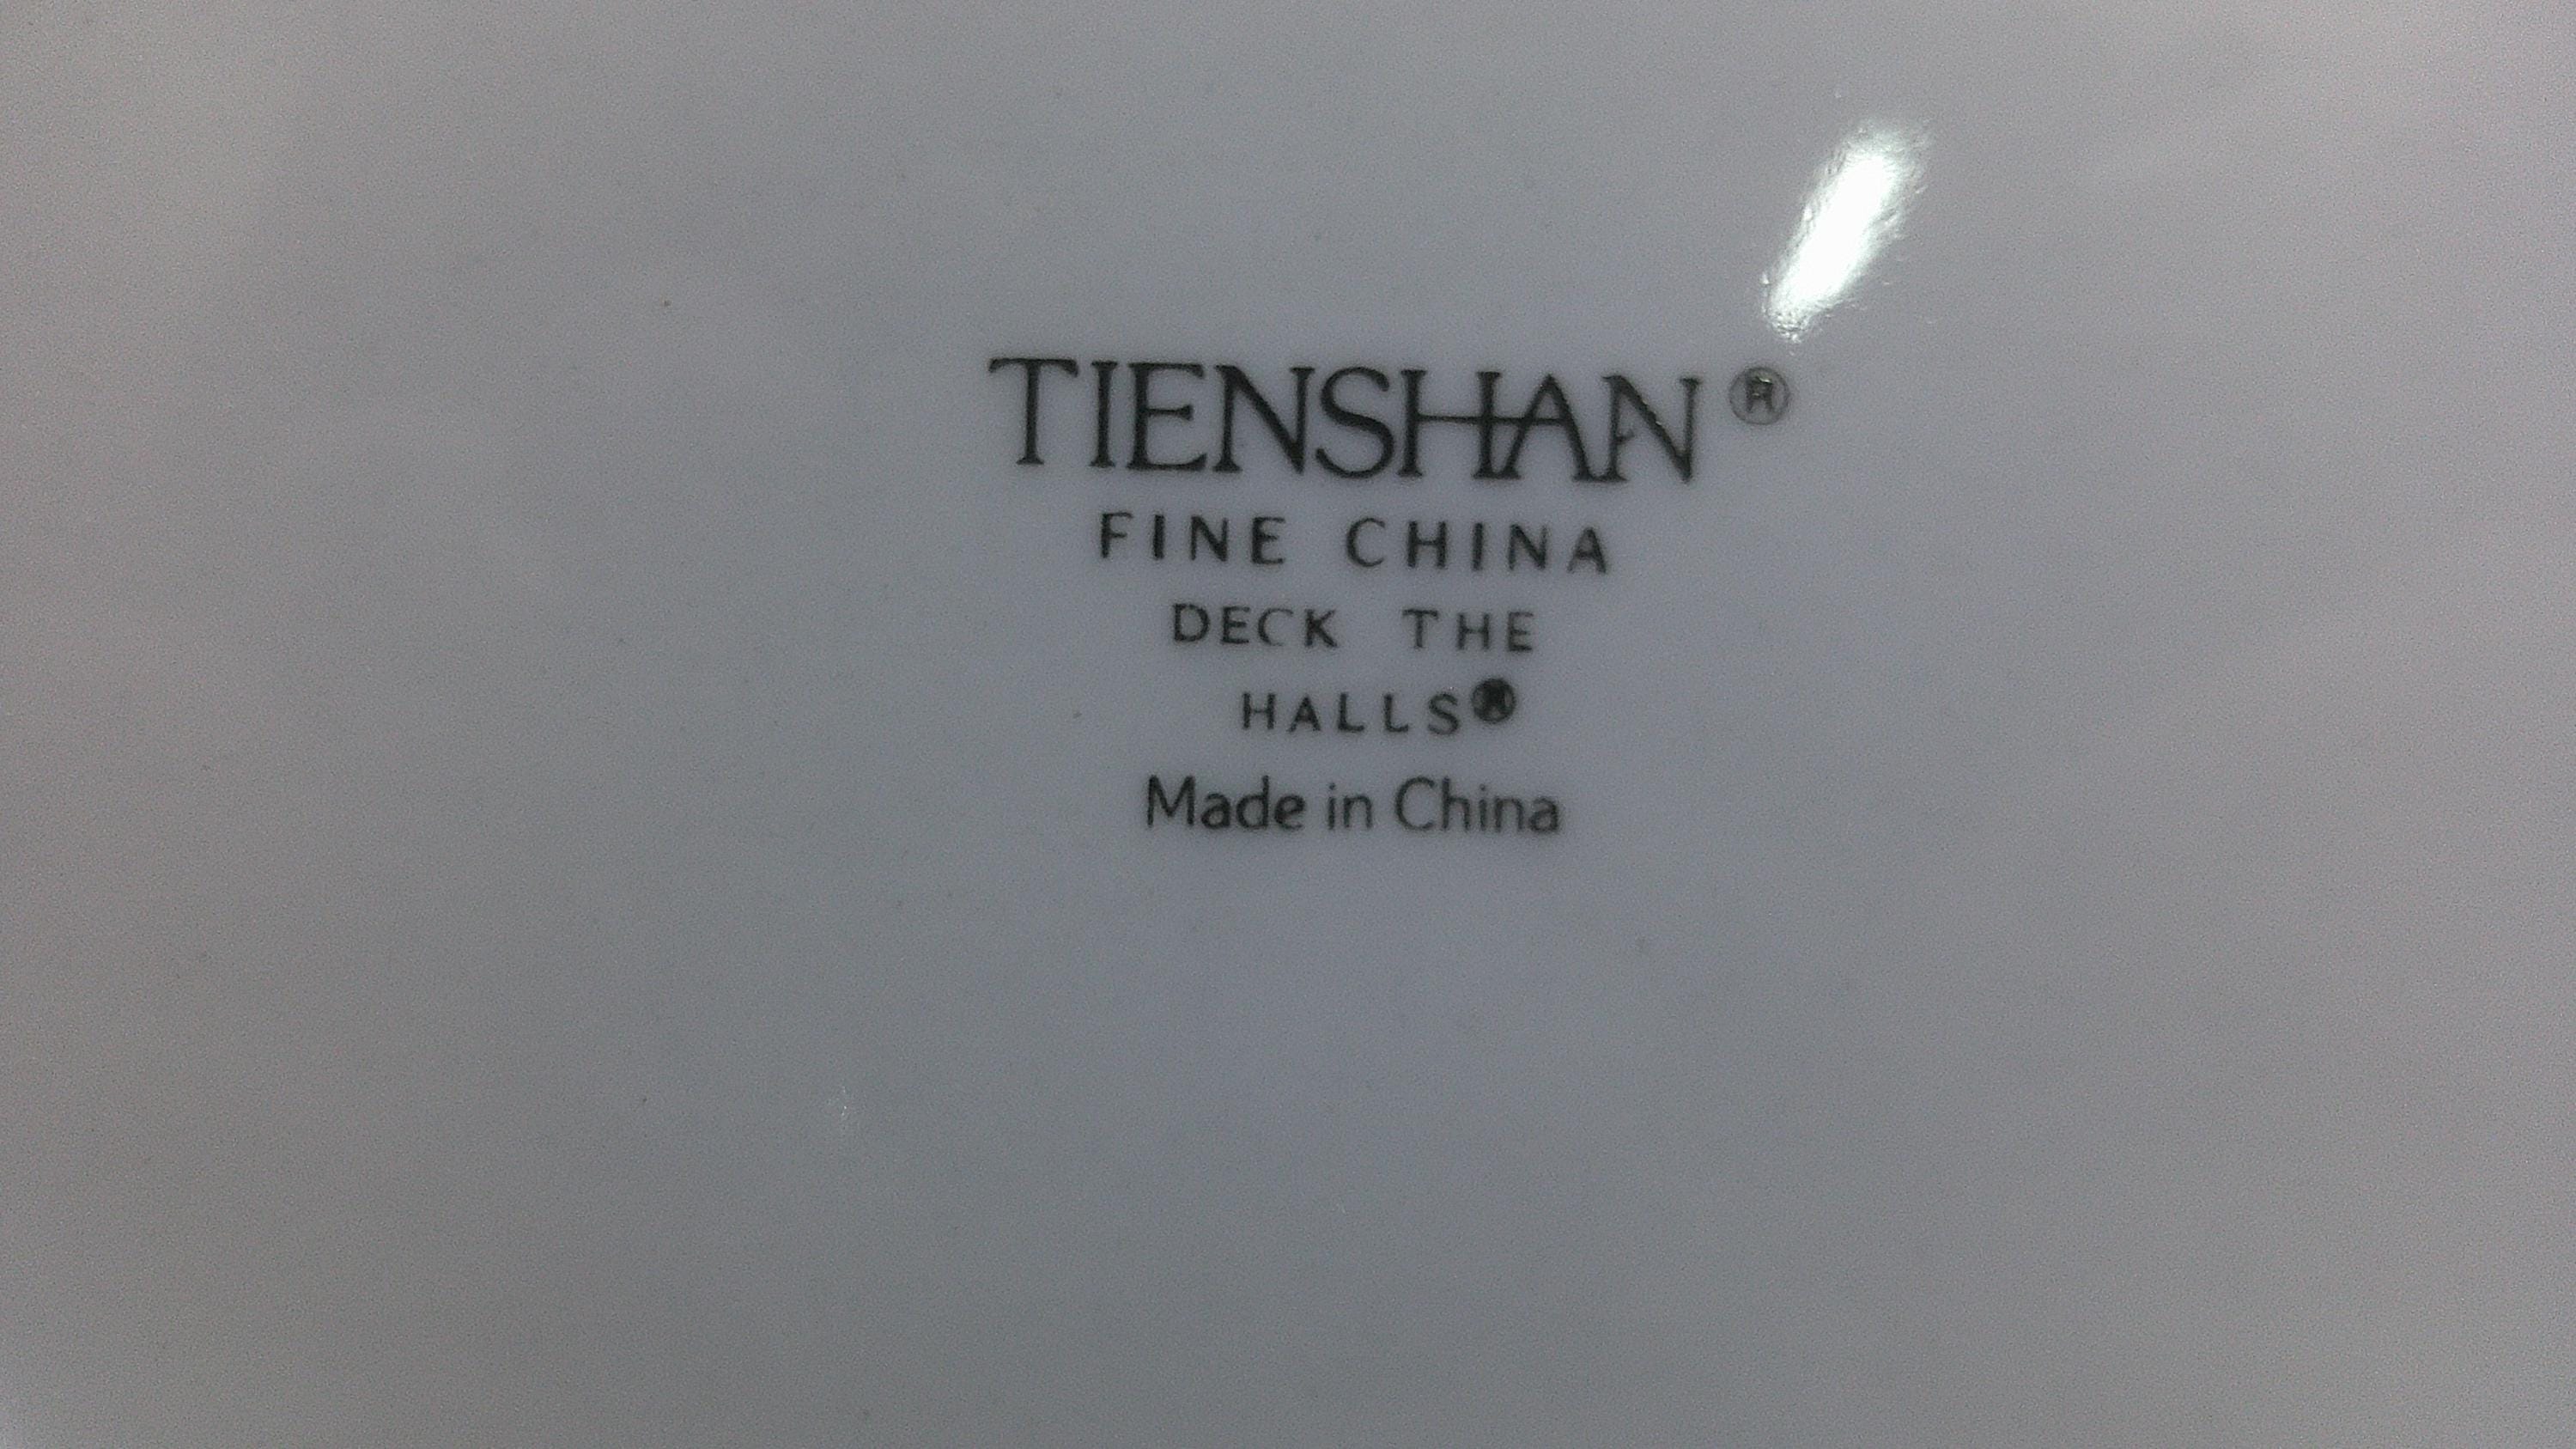 TIENSHAN®
FINE CHINA
DECK THE
HALLS®
Made in China